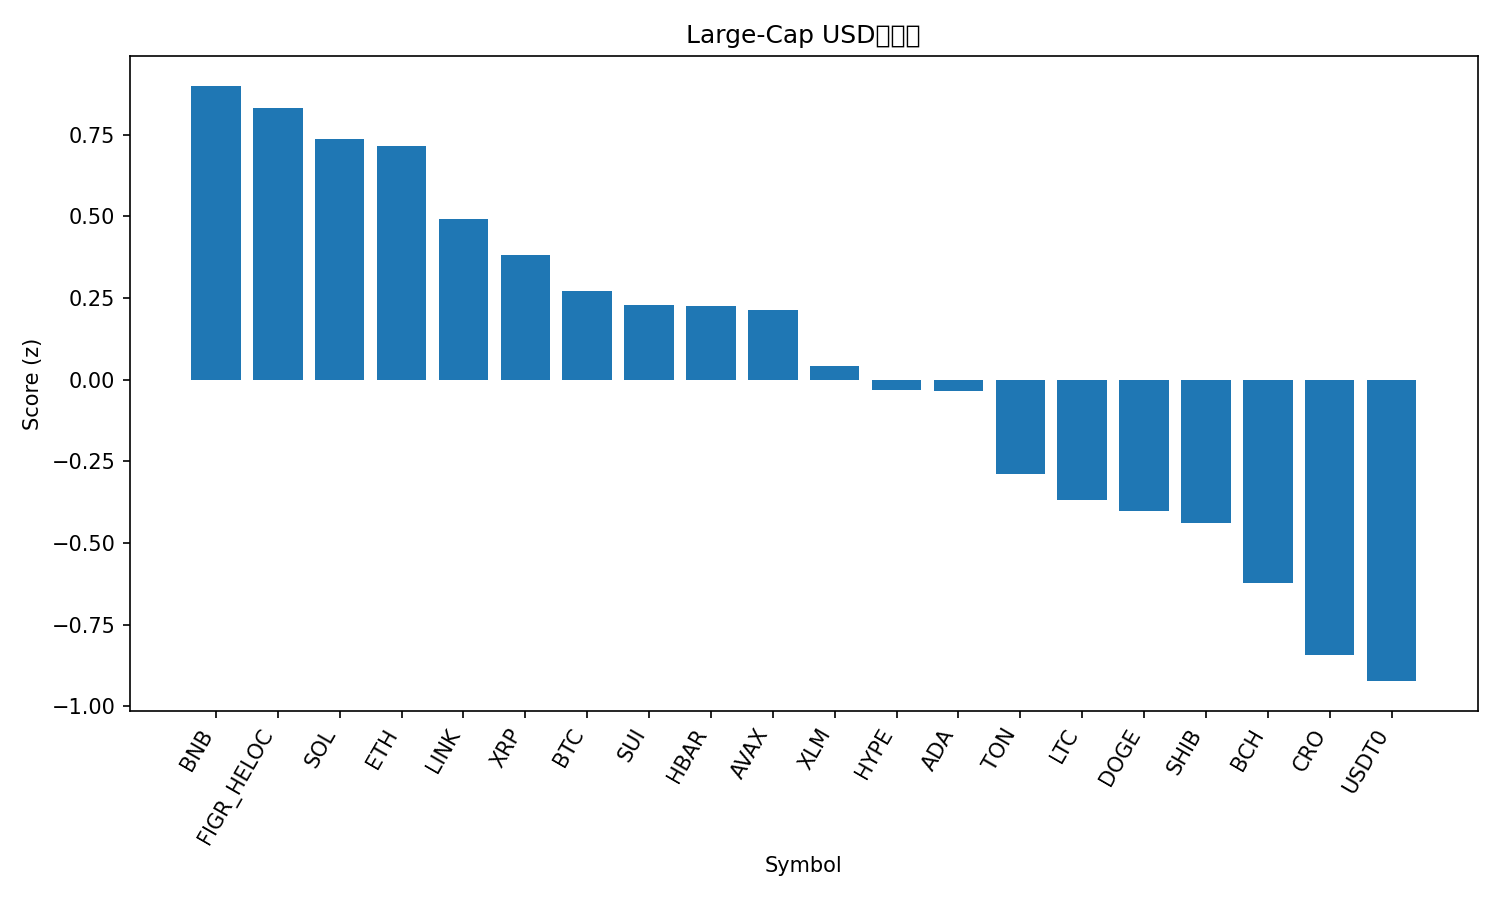 Large-Cap USD
Score (z)
0.75
0.50
0.25
0.00
−0.25
−0.50
−0.75
−1.00
BNB
FIGR_HELOC
SOL
ETH
LINK
XRP
BTC
SUI
HBAR
AVAX
XLM
HYPE
ADA
TON
LTC
DOGE
SHIB
BCH
CRO
USDT0
Symbol